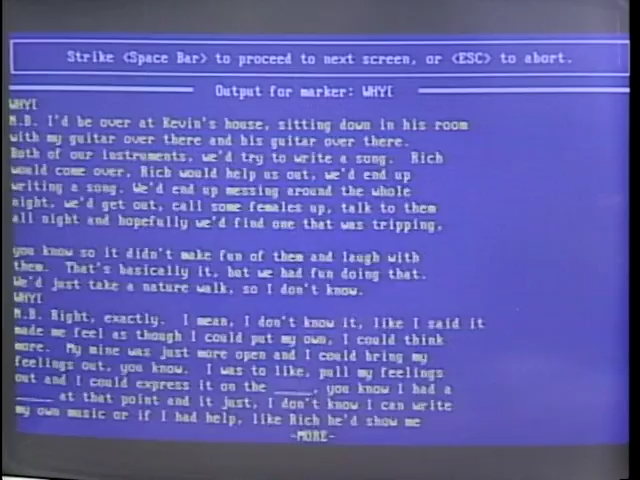 Strike <Space Bar> to proceed to next screen, or <ESC> to abort.
Output for marker: WHY[
WHY[
M.B. I'd be over at Kevin's house, sitting down in his room
with my guitar over there and his guitar over there.
Both of our instruments, we'd try to write a song.  Rich
would come over, Rich would help us out, we'd end up
writing a song. We'd end up messing around the whole
night, we'd get out, call some females up, talk to them
all night and hopefully we'd find one that was tripping,
you know so it didn't make fun of them and laugh with
them.  That's basically it, but we had fun doing that.
We'd just take a nature walk, so I don't know.
WHY[
M.B. Right, exactly.  I mean, I don't know it, like I said it
made me feel as though I could put my own, I could think
more.  My mine was just more open and I could bring my
feelings out, you know.  I was to like, pull my feelings
out and I could express it on the _____, you know I had a
_____ at that point and it just, I don't know I can write
my own music or if I had help, like Rich he'd show me
-MORE-